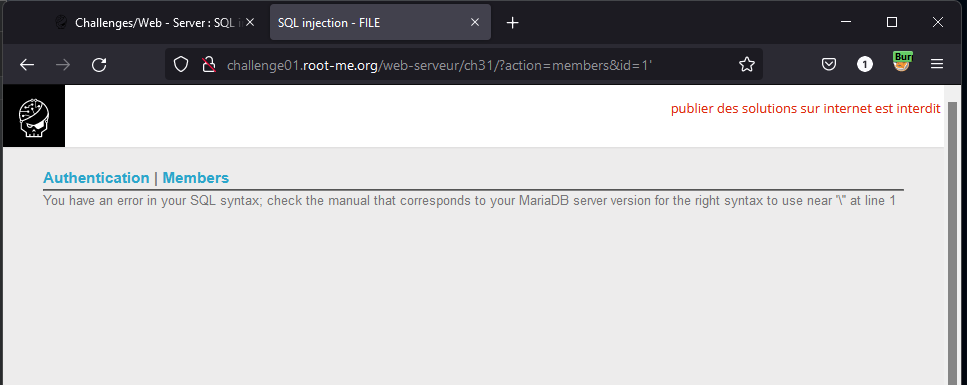 Challenges/Web - Server : SQL in
SQL injection - FILE
challenge01.root-me.org/web-serveur/ch31/?action=members&id=1'
1
Bur
publier des solutions sur internet est interdit
Authentication | Members
You have an error in your SQL syntax; check the manual that corresponds to your MariaDB server version for the right syntax to use near '\'' at line 1